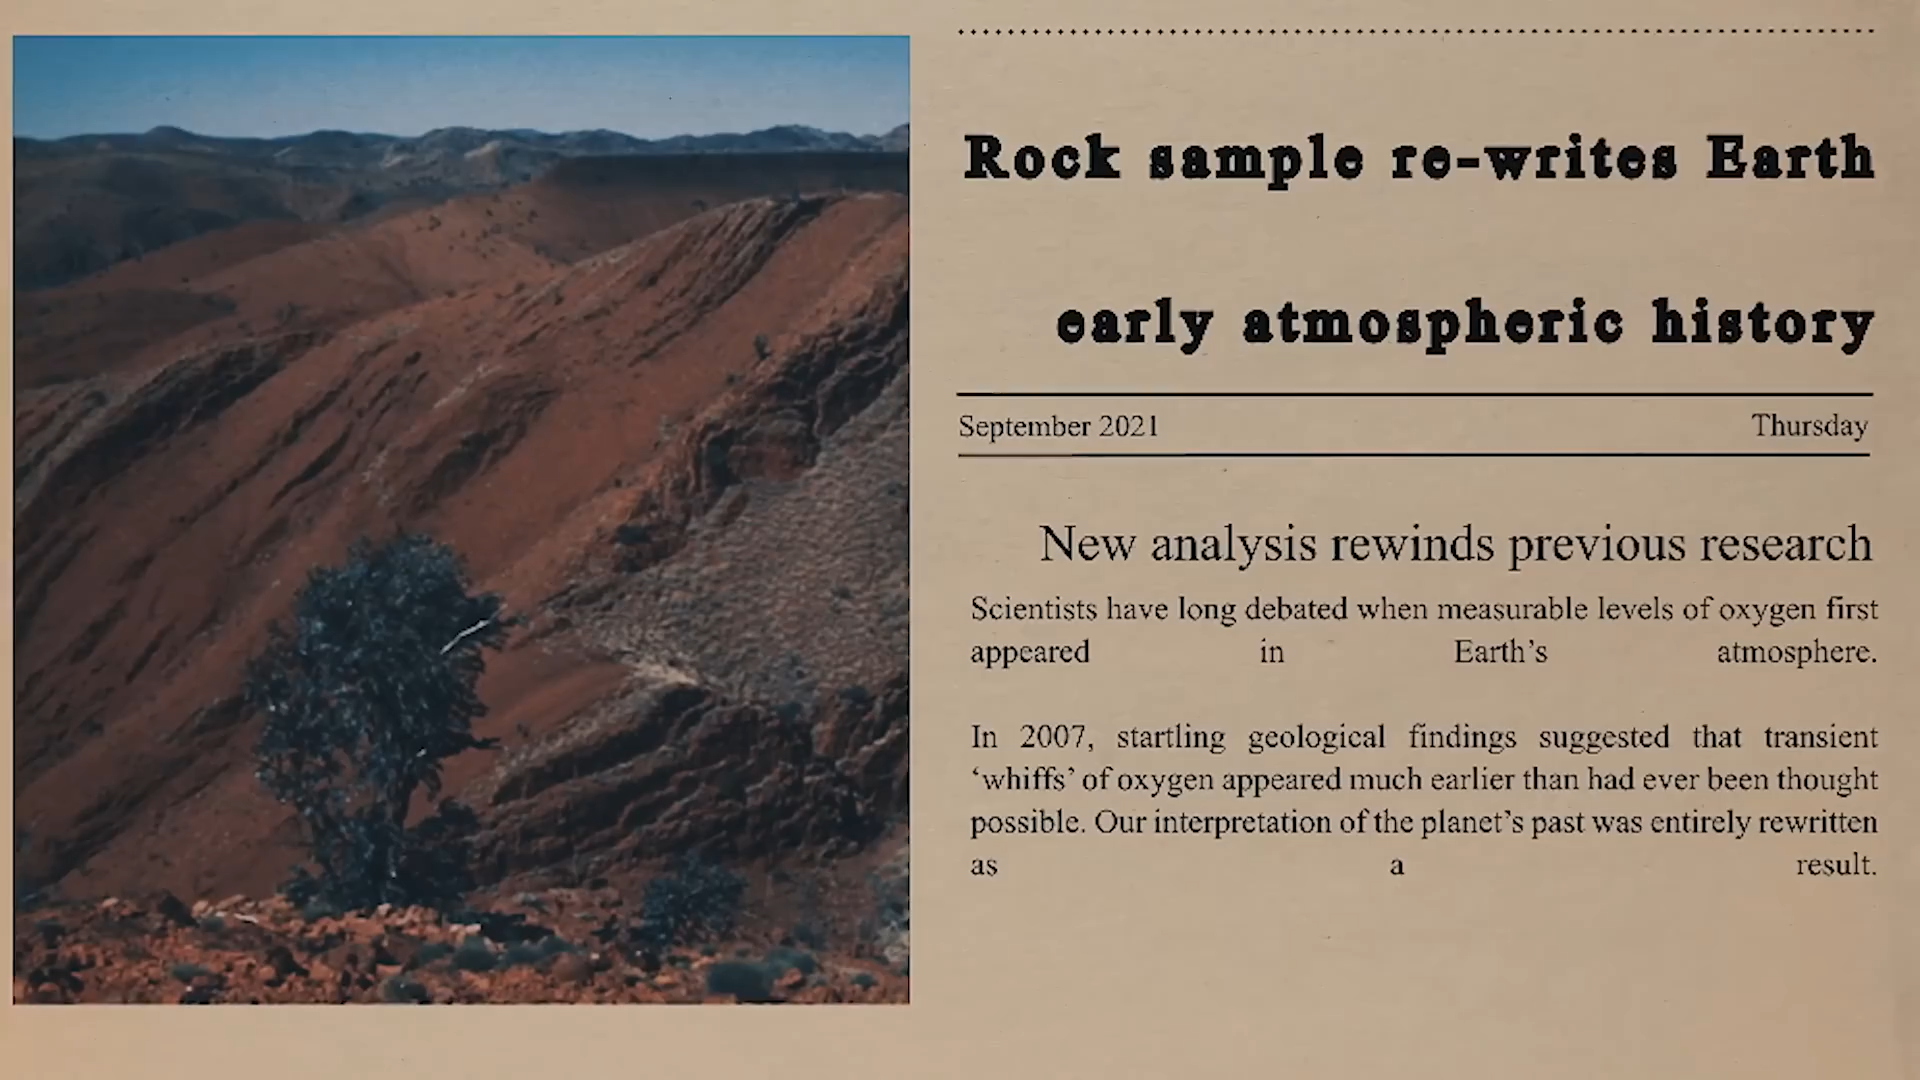 Rock sample re-writes Earth
early atmospheric history
September 2021 Thursday
New analysis rewinds previous research
Scientists have long debated when measurable levels of oxygen first
appeared in Earth’s atmosphere.
In 2007, startling geological findings suggested that transient
‘whiffs’ of oxygen appeared much earlier than had ever been thought
possible. Our interpretation of the planet’s past was entirely rewritten
as a result.